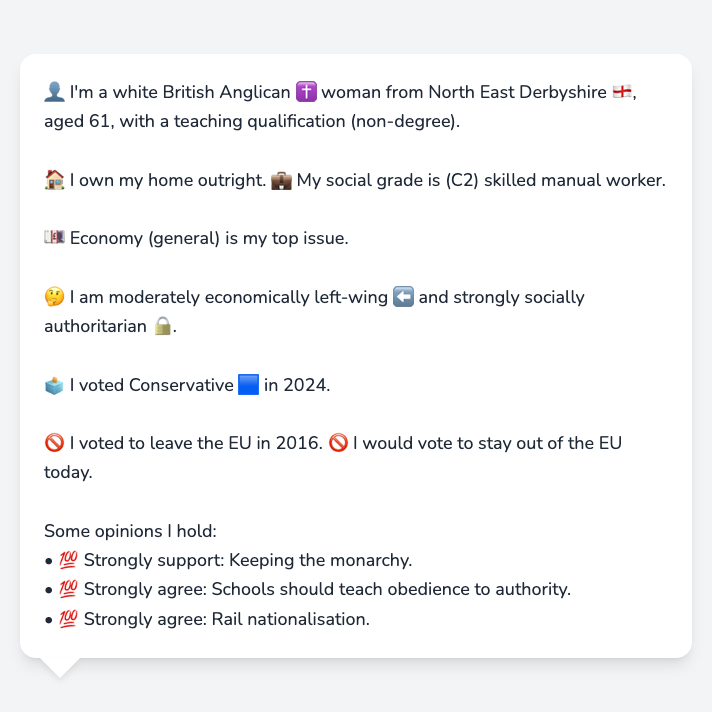 👤 I'm a white British Anglican ✝️ woman from North East Derbyshire 🏴󠁧󠁢󠁥󠁮󠁧󠁿,
aged 61, with a teaching qualification (non-degree).
🏠 I own my home outright. 💼 My social grade is (C2) skilled manual worker.
💷 Economy (general) is my top issue.
🤔 I am moderately economically left-wing ⬅️ and strongly socially
authoritarian 🔒.
🗳️ I voted Conservative 🟦 in 2024.
🚫 I voted to leave the EU in 2016. 🚫 I would vote to stay out of the EU
today.
Some opinions I hold:
• 💯 Strongly support: Keeping the monarchy.
• 💯 Strongly agree: Schools should teach obedience to authority.
• 💯 Strongly agree: Rail nationalisation.